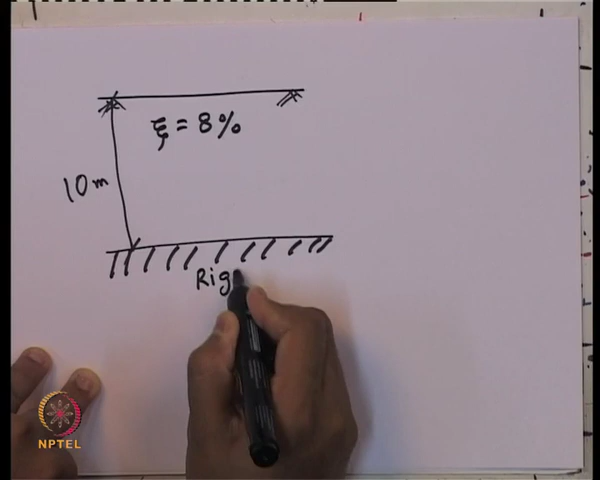 ξ = 8%
10m
Rig
NPTEL